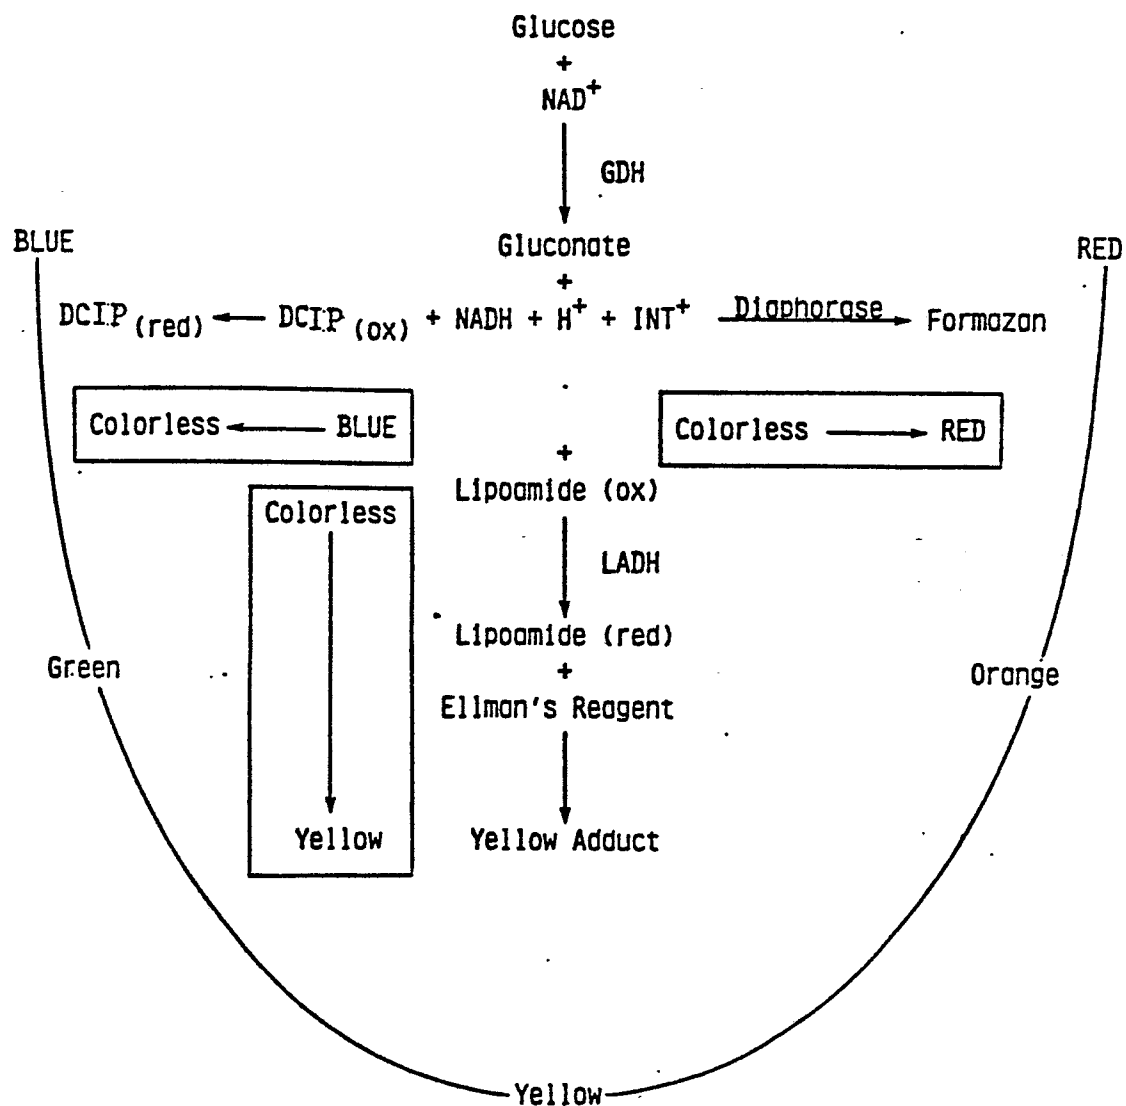 Glucose
+
NAD+
GDH
BLUE
Gluconate
RED
+
DCIP (red) DCIP (ox) + NADH + H+ + INT+ Diaphorase Formazan
Colorless BLUE
Colorless RED
+
Lipoamide (ox)
Colorless
LADH
Lipoamide (red)
Green
+
Orange
Ellman's Reagent
Yellow
Yellow Adduct
Yellow